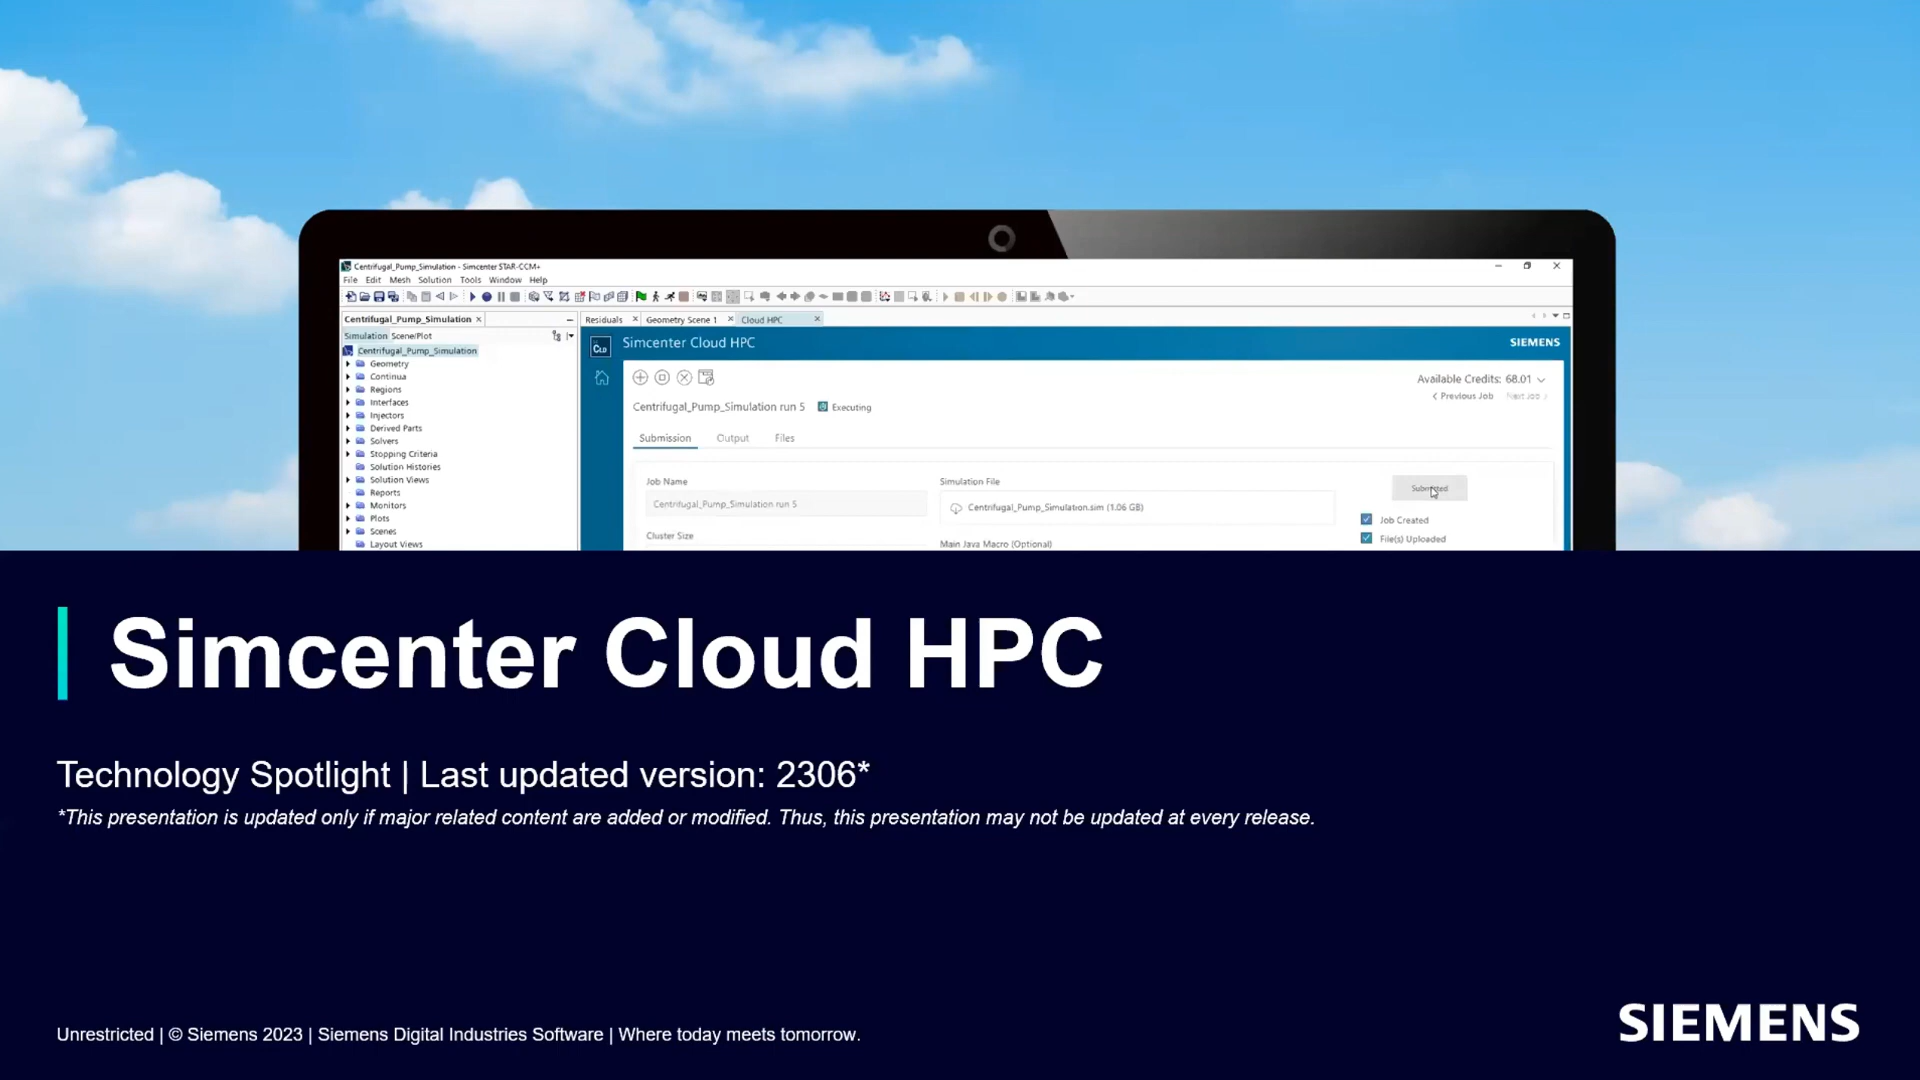 Centrifugal_Pump_Simulation - Simcenter STAR-CCM+
File Edit Mesh Solution Tools Window Help
Centrifugal_Pump_Simulation
Residuals Geometry Scene 1 Cloud HPC
Simulation Scene/Plot
Centrifugal_Pump_Simulation
Geometry
Continua
Regions
Interfaces
Injectors
Derived Parts
Solvers
Stopping Criteria
Solution Histories
Solution Views
Reports
Monitors
Plots
Scenes
Layout Views
CLD
Simcenter Cloud HPC
SIEMENS
Available Credits: 68.01
Previous Job Next Job
Centrifugal_Pump_Simulation run 5 Executing
Submission Output Files
Job Name
Centrifugal_Pump_Simulation run 5
Cluster Size
Simulation File
Centrifugal_Pump_Simulation.sim (1.06 GB)
Main Java Macro (Optional)
Submitted
Job Created
File(s) Uploaded
Simcenter Cloud HPC
Technology Spotlight | Last updated version: 2306*
*This presentation is updated only if major related content are added or modified. Thus, this presentation may not be updated at every release.
Unrestricted | © Siemens 2023 | Siemens Digital Industries Software | Where today meets tomorrow.
SIEMENS